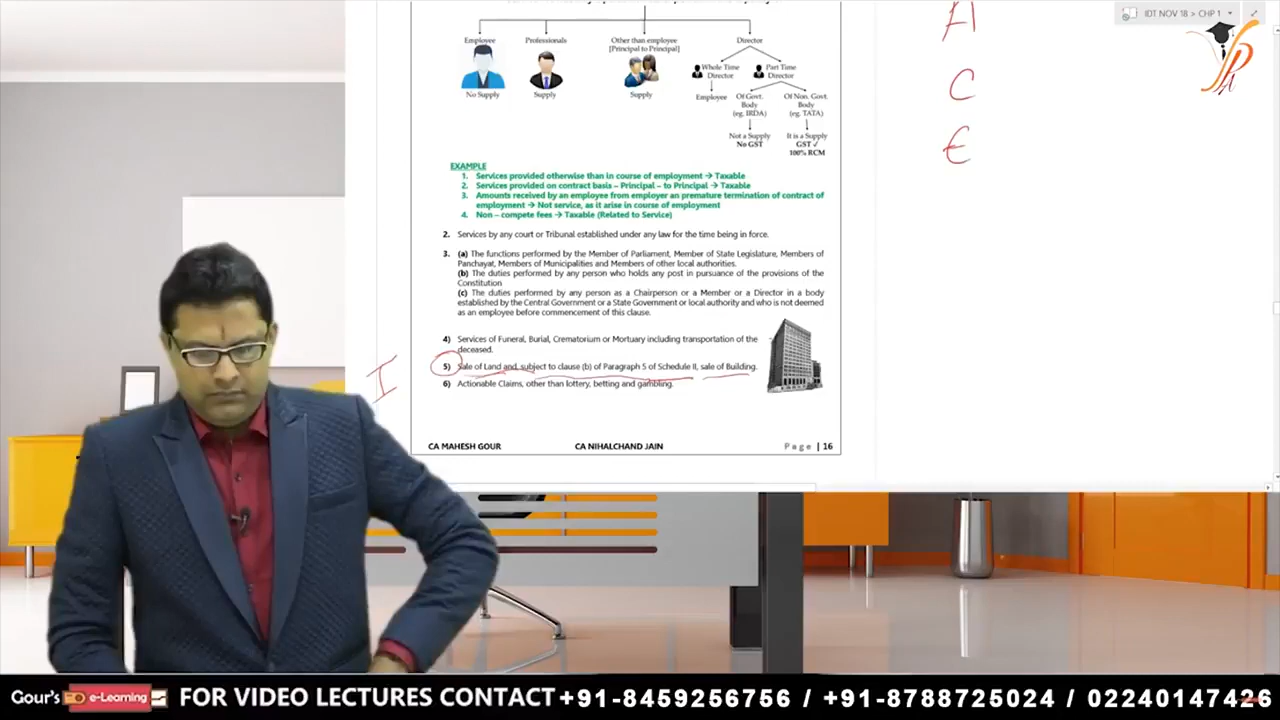 IDT NOV 18 > CHP 1
A
C
E
Employee
Professionals
Other than employee
[Principal to Principal]
Director
Whole Time
Director
Part Time
Director
No Supply
Supply
Supply
Employee
Of Govt.
Body
(eg. IRDA)
Of Non Govt.
Body
(eg. TATA)
Not a Supply
No GST
It is a Supply
GST ✓
100% RCM
EXAMPLE
1. Services provided otherwise than in course of employment → Taxable
2. Services provided on contract basis – Principal – to Principal → Taxable
3. Amounts received by an employee from employer an premature termination of contract of
employment → Not service, as it arise in course of employment
4. Non – compete fees → Taxable (Related to Service)
2. Services by any court or Tribunal established under any law for the time being in force.
3. (a) The functions performed by the Member of Parliament, Member of State Legislature, Members of
Panchayat, Members of Municipalities and Members of other local authorities.
(b) The duties performed by any person who holds any post in pursuance of the provisions of the
Constitution
(c) The duties performed by any person as a Chairperson or a Member or a Director in a body
established by the Central Government or a State Government or local authority and who is not deemed
as an employee before commencement of this clause.
4) Services of Funeral, Burial, Crematorium or Mortuary including transportation of the
deceased.
I
5) Sale of Land and, subject to clause (b) of Paragraph 5 of Schedule II, sale of Building.
6) Actionable Claims, other than lottery, betting and gambling.
CA MAHESH GOUR CA NIHALCHAND JAIN Page | 16
Gour's e-Learning FOR VIDEO LECTURES CONTACT +91-8459256756 / +91-8788725024 / 02240147426